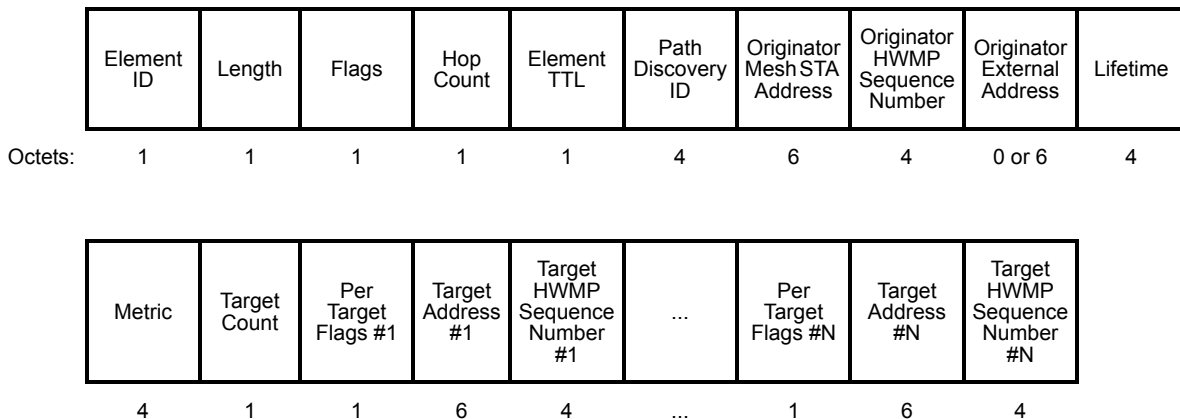 Element ID
Length
Flags
Hop Count
Element TTL
Path Discovery ID
Originator Mesh STA Address
Originator HWMP Sequence Number
Originator External Address
Lifetime
Octets: 1 1 1 1 1 4 6 4 0 or 6 4
Metric
Target Count
Per Target Flags #1
Target Address #1
Target HWMP Sequence Number #1
...
Per Target Flags #N
Target Address #N
Target HWMP Sequence Number #N
4 1 1 6 4 ... 1 6 4